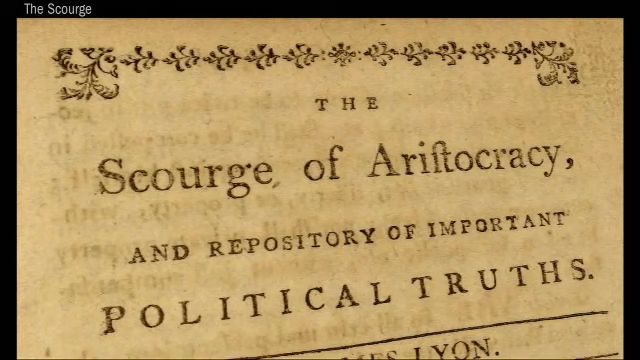 The Scourge
THE
Scourge of Ariſtocracy,
AND REPOSITORY OF IMPORTANT
POLITICAL TRUTHS.
LYON.